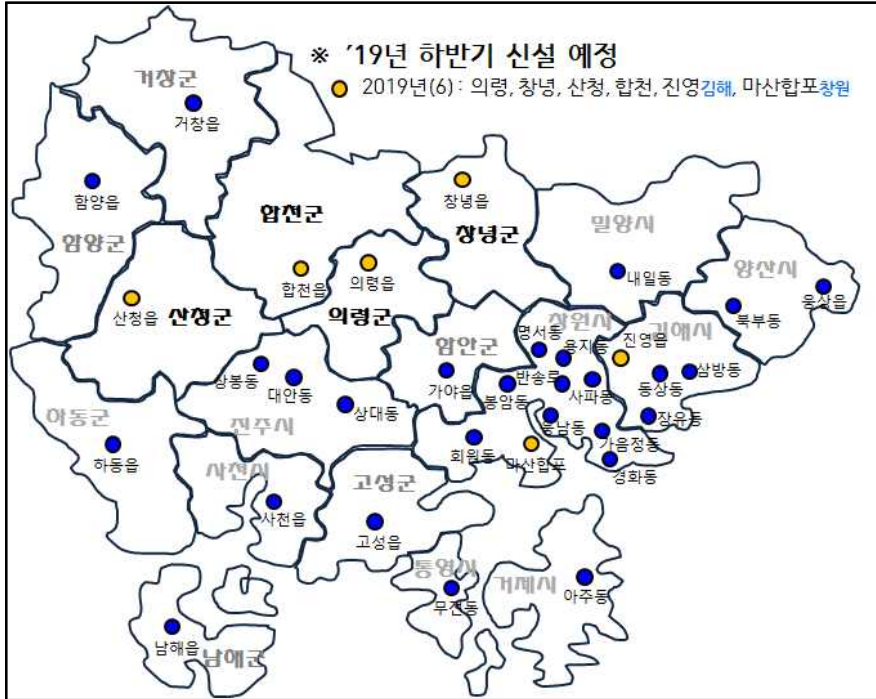 ※ '19년 하반기 신설 예정
2019년(6) : 의령, 창녕, 산청, 합천, 진영김해, 마산합포창원
거창군
거창읍
함양읍
함양군
합천군
합천읍
창녕읍
창녕군
밀양시
내일동
양산시
웅상읍
북부동
산청읍
산청군
의령읍
의령군
함안군
가야읍
창원시
명서동
용지동
반송로
사파동
봉암동
웅남동
가음정동
경화동
김해시
진영읍
동상동
삼방동
장유동
상봉동
대안동
상대동
진주시
하동군
하동읍
사천시
사천읍
회원동
마산합포
고성군
고성읍
통영시
무전동
거제시
아주동
남해읍
남해군